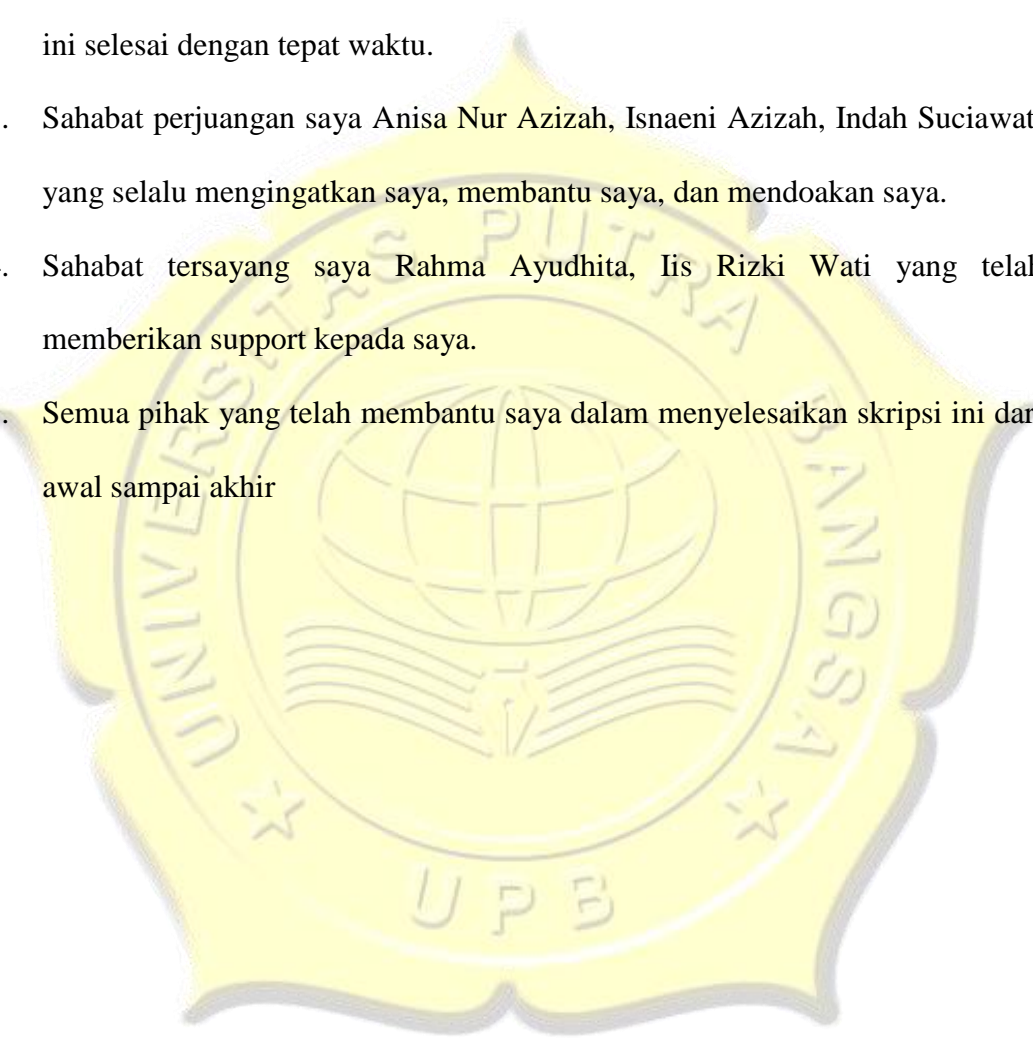 ini selesai dengan tepat waktu.
. Sahabat perjuangan saya Anisa Nur Azizah, Isnaeni Azizah, Indah Suciawat
yang selalu mengingatkan saya, membantu saya, dan mendoakan saya.
. Sahabat tersayang saya Rahma Ayudhita, Iis Rizki Wati yang telah
memberikan support kepada saya.
. Semua pihak yang telah membantu saya dalam menyelesaikan skripsi ini dar
awal sampai akhir
UNIVERSITAS PUTRA BANGSA
UPB